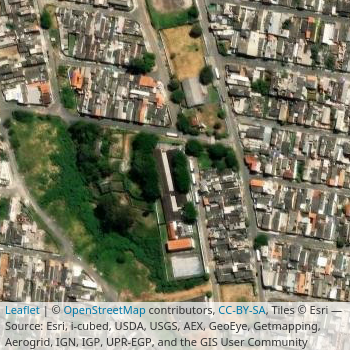 Leaflet | © OpenStreetMap contributors, CC-BY-SA, Tiles © Esri —
Source: Esri, i-cubed, USDA, USGS, AEX, GeoEye, Getmapping,
Aerogrid, IGN, IGP, UPR-EGP, and the GIS User Community